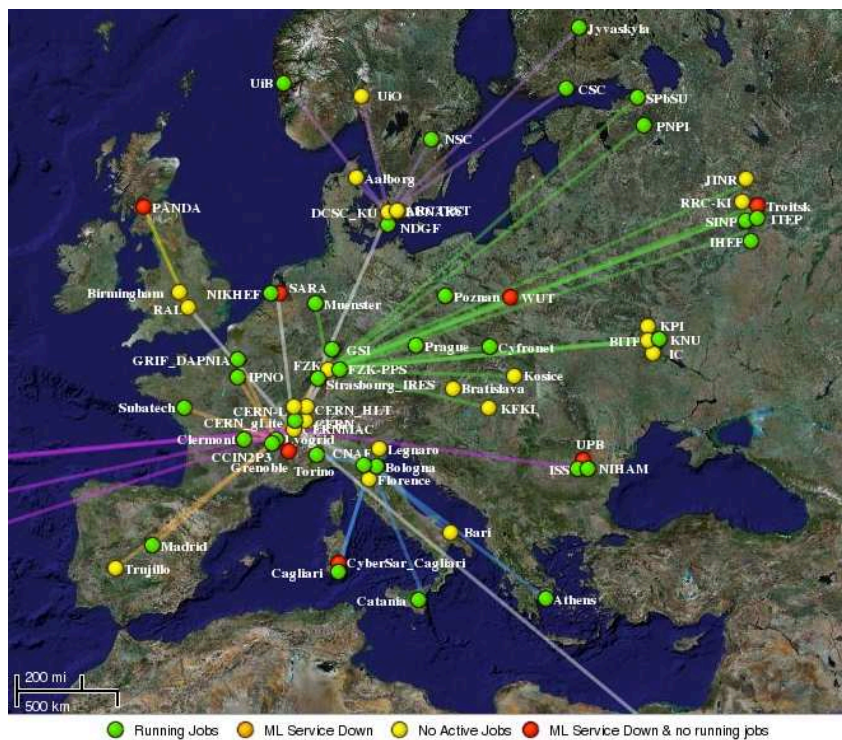 Jyvaskyla
UiB
UiO
CSC
SPbSU
NSC
PNPI
Aalborg
JINR
PANDA
DCSC_KU
RRC-KI
Troitsk
NDGF
SINP
ITEP
IHEP
Birmingham
NIKHEF
SARA
RAL
Muenster
Poznan
WUT
KPI
GSI
Prague
Cyfronet
BITP
KNU
GRIF_DAPNIA
IC
IPNO
FZK
FZK-PPS
Strasbourg_IRES
Kosice
Bratislava
Subatech
CERN-L
CERN_HLT
KFKI
CERN_gLite
CERN
Clermont
Lyogrid
UPB
CCIN2P3
Legnaro
Grenoble
Torino
CNAF
Bologna
ISS
NIHAM
Florence
Bari
Madrid
Trujillo
CyberSar_Cagliari
Cagliari
Catania
Athens
200 mi
500 km
Running Jobs
ML Service Down
No Active Jobs
ML Service Down & no running jobs